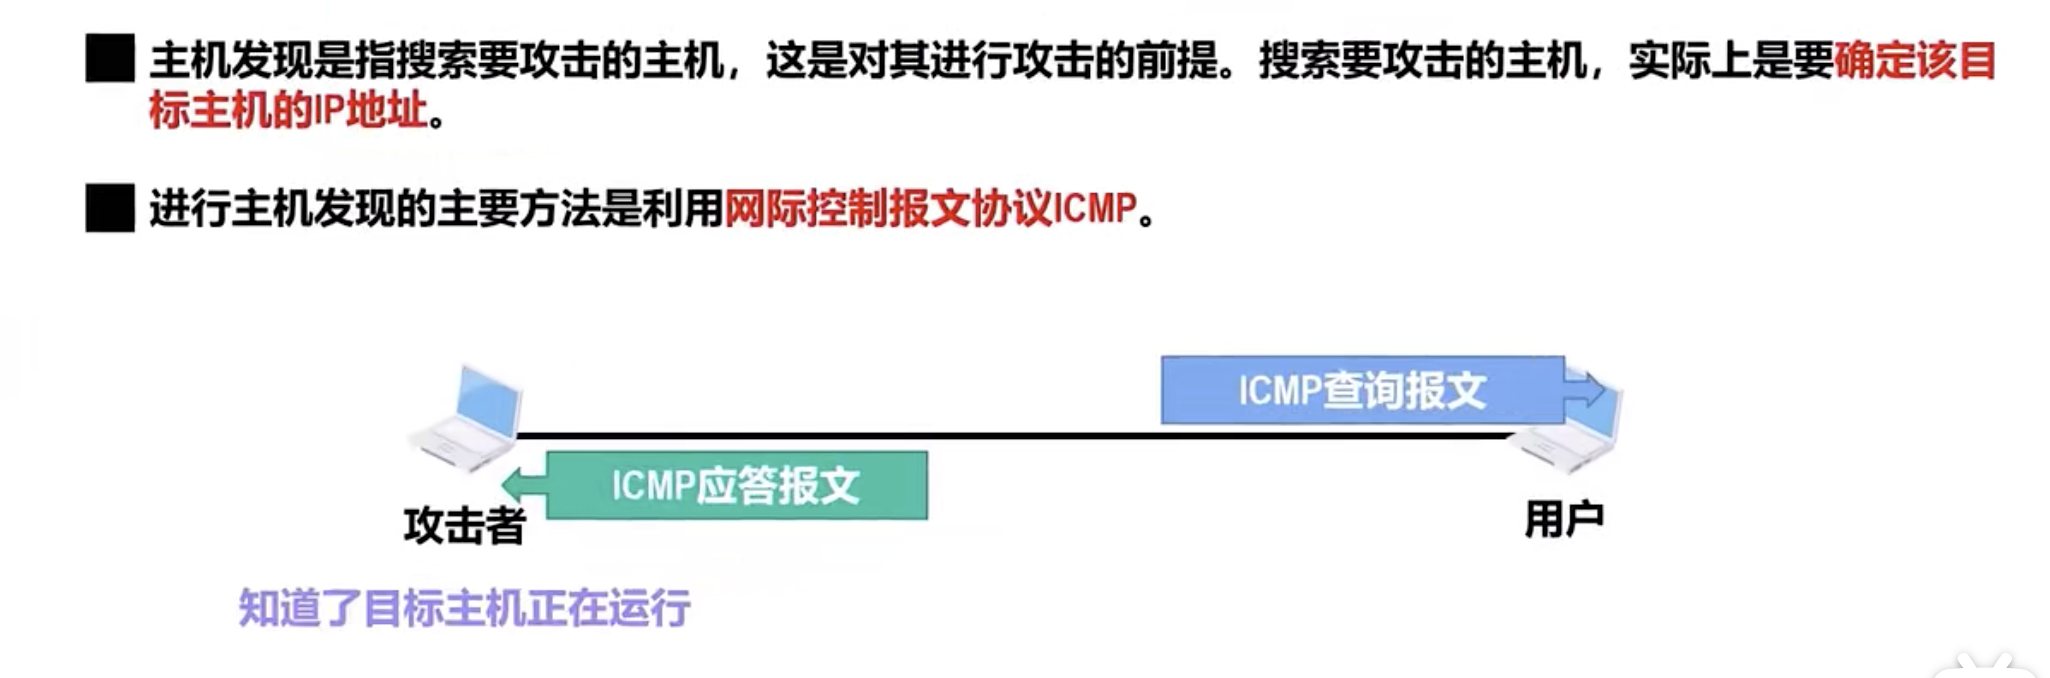 主机发现是指搜索要攻击的主机，这是对其进行攻击的前提。搜索要攻击的主机，实际上是要确定该目
标主机的IP地址。
进行主机发现的主要方法是利用网际控制报文协议ICMP。
ICMP查询报文
ICMP应答报文
攻击者
用户
知道了目标主机正在运行